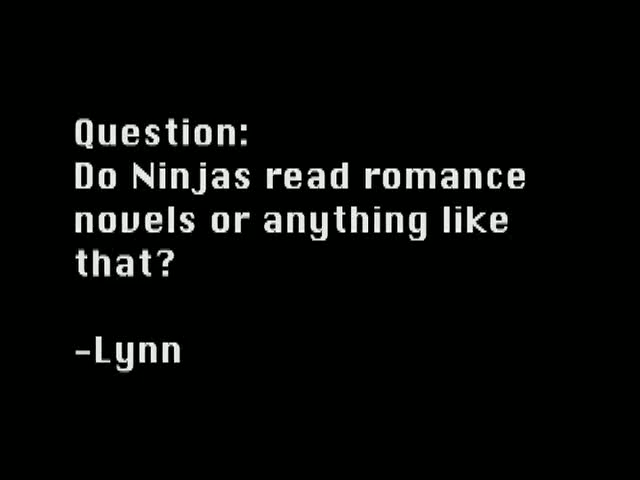 Question:
Do Ninjas read romance
novels or anything like
that?
-Lynn